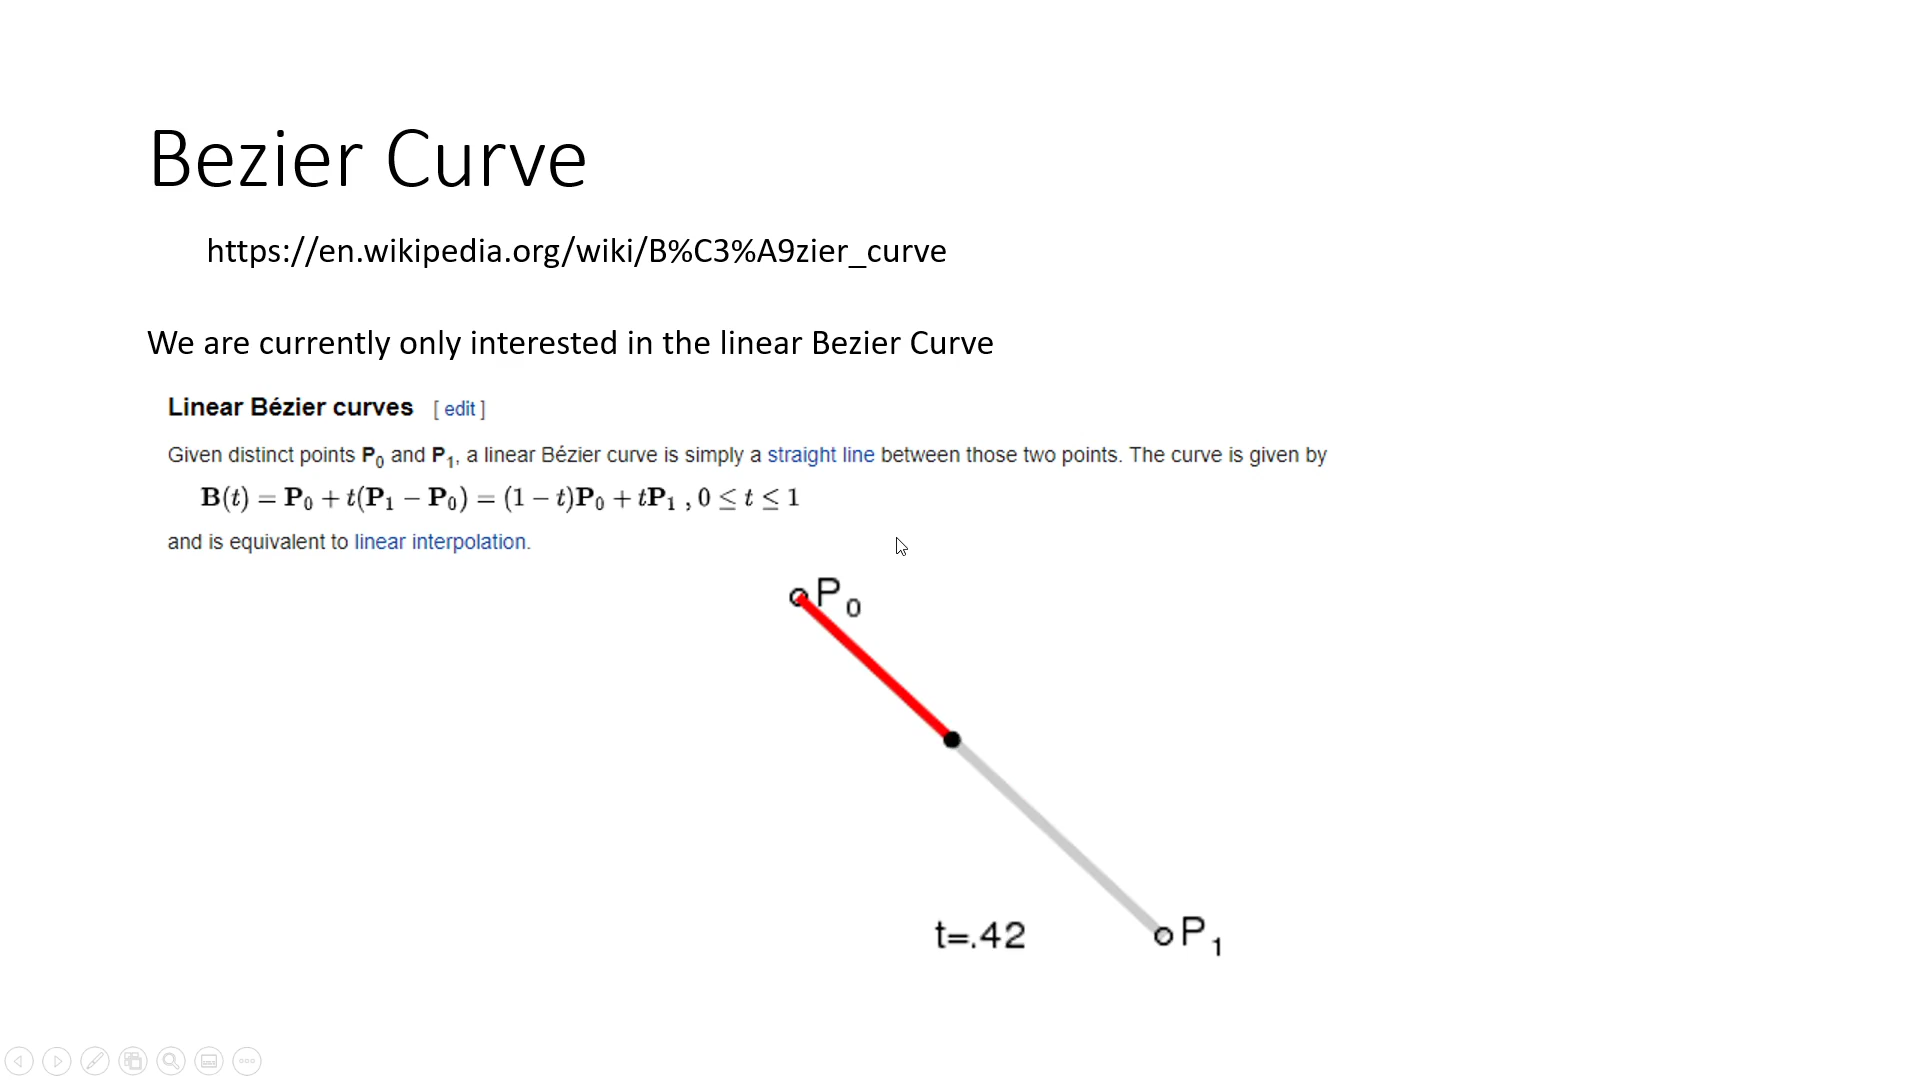 Bezier Curve
https://en.wikipedia.org/wiki/B%C3%A9zier_curve
We are currently only interested in the linear Bezier Curve
Linear Bézier curves [ edit ]
Given distinct points P₀ and P₁, a linear Bézier curve is simply a straight line between those two points. The curve is given by
B(t) = P₀ + t(P₁ − P₀) = (1 − t)P₀ + tP₁ , 0 ≤ t ≤ 1
and is equivalent to linear interpolation.
P₀
t=.42
P₁